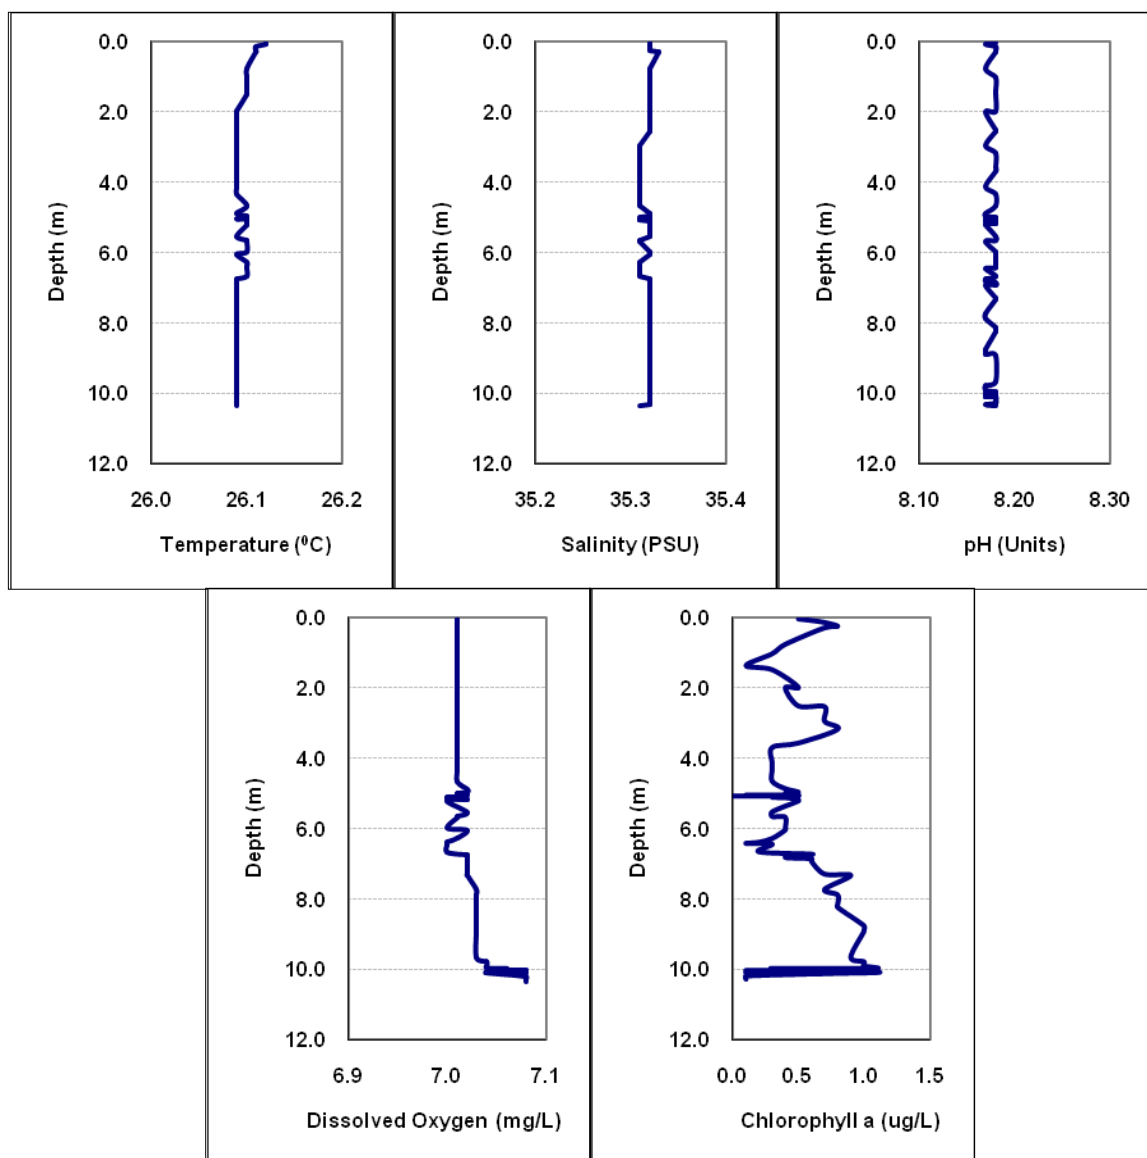 0.0
2.0
4.0
6.0
8.0
10.0
12.0
Depth (m)
26.0 26.1 26.2
Temperature (⁰C)
0.0
2.0
4.0
6.0
8.0
10.0
12.0
Depth (m)
35.2 35.3 35.4
Salinity (PSU)
0.0
2.0
4.0
6.0
8.0
10.0
12.0
Depth (m)
8.10 8.20 8.30
pH (Units)
0.0
2.0
4.0
6.0
8.0
10.0
12.0
Depth (m)
6.9 7.0 7.1
Dissolved Oxygen (mg/L)
0.0
2.0
4.0
6.0
8.0
10.0
12.0
Depth (m)
0.0 0.5 1.0 1.5
Chlorophyll a (ug/L)